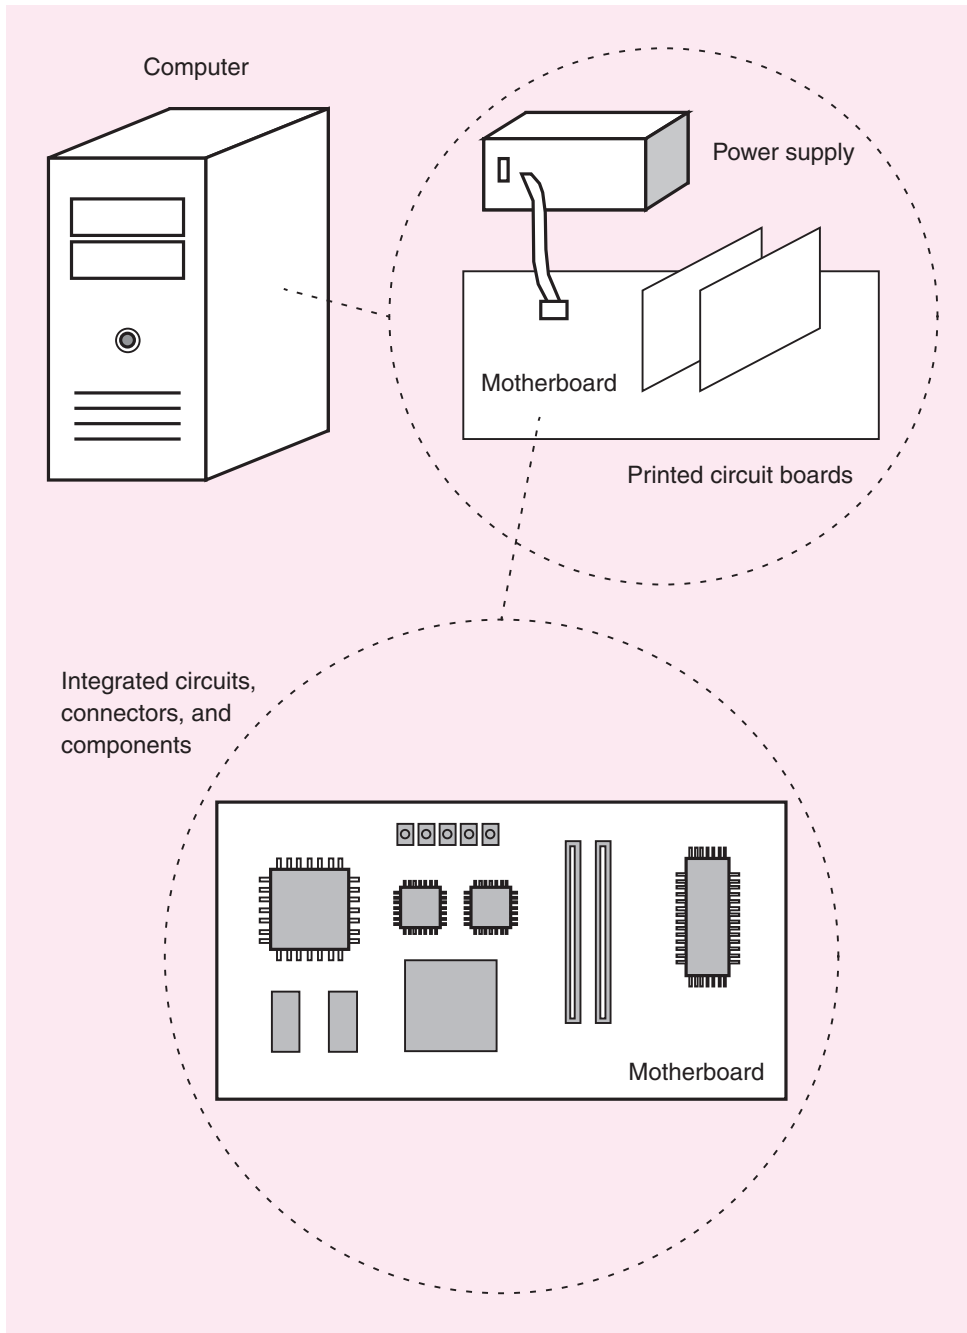 Computer
Power supply
Motherboard
Printed circuit boards
Integrated circuits,
connectors, and
components
Motherboard